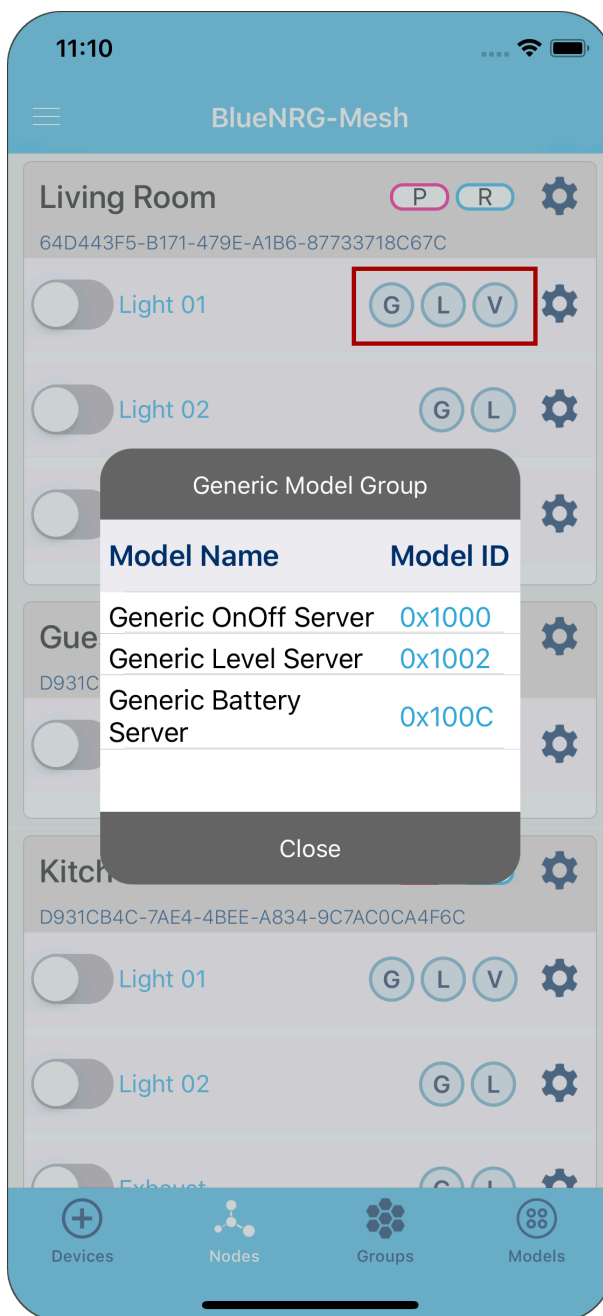 11:10
BlueNRG-Mesh
Living Room P R
64D443F5-B171-479E-A1B6-87733718C67C
Light 01 G L V
Light 02 G L
Generic Model Group
Model Name Model ID
Generic OnOff Server 0x1000
Generic Level Server 0x1002
Generic Battery
Server 0x100C
Close
Gue
D931C
Kitch
D931CB4C-7AE4-4BEE-A834-9C7AC0CA4F6C
Light 01 G L V
Light 02 G L
Exhaust G L
Devices Nodes Groups Models